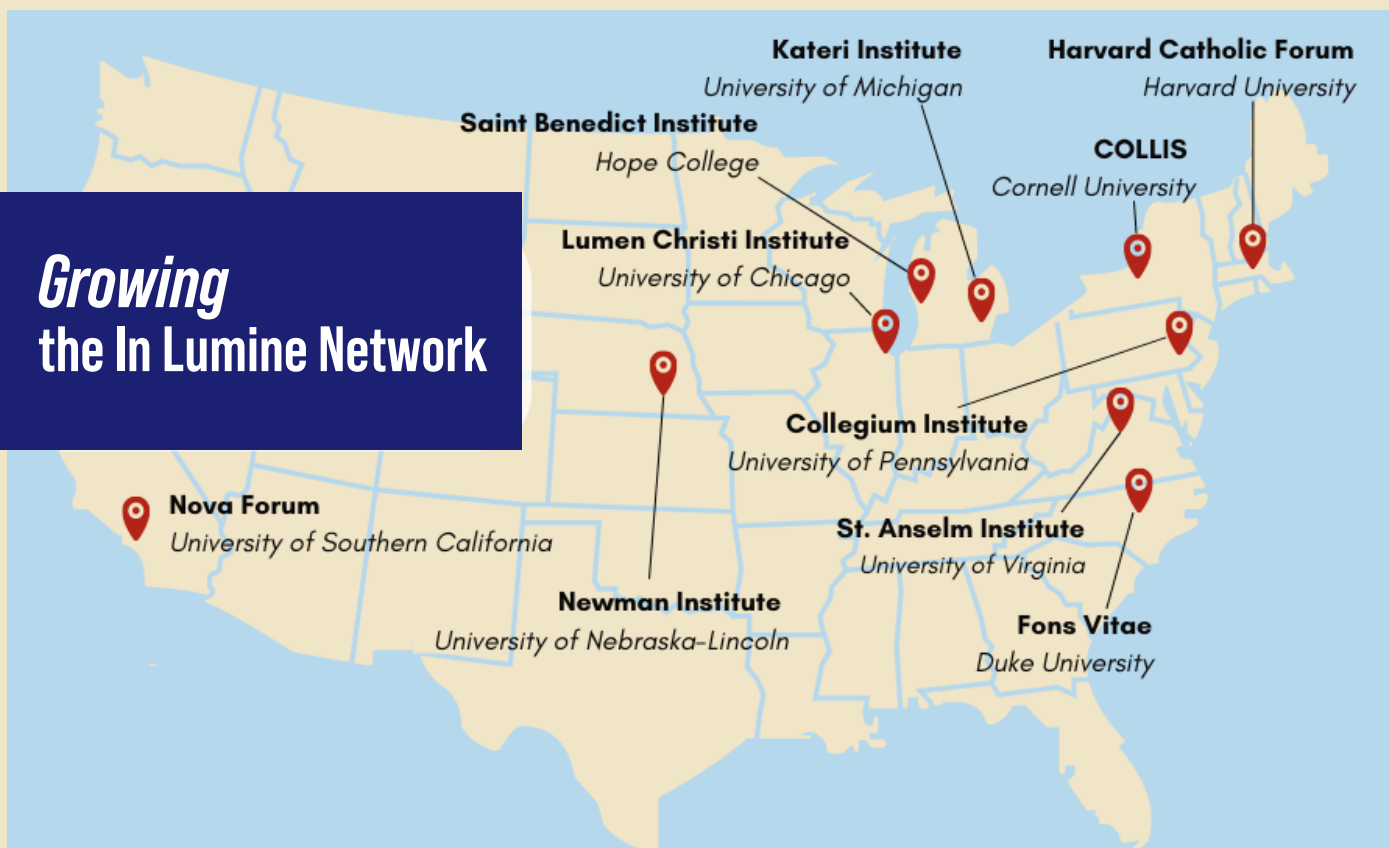 Kateri Institute
University of Michigan
Harvard Catholic Forum
Harvard University
Saint Benedict Institute
Hope College
COLLIS
Cornell University
Lumen Christi Institute
University of Chicago
Growing
the In Lumine Network
Collegium Institute
University of Pennsylvania
Nova Forum
University of Southern California
St. Anselm Institute
University of Virginia
Newman Institute
University of Nebraska-Lincoln
Fons Vitae
Duke University